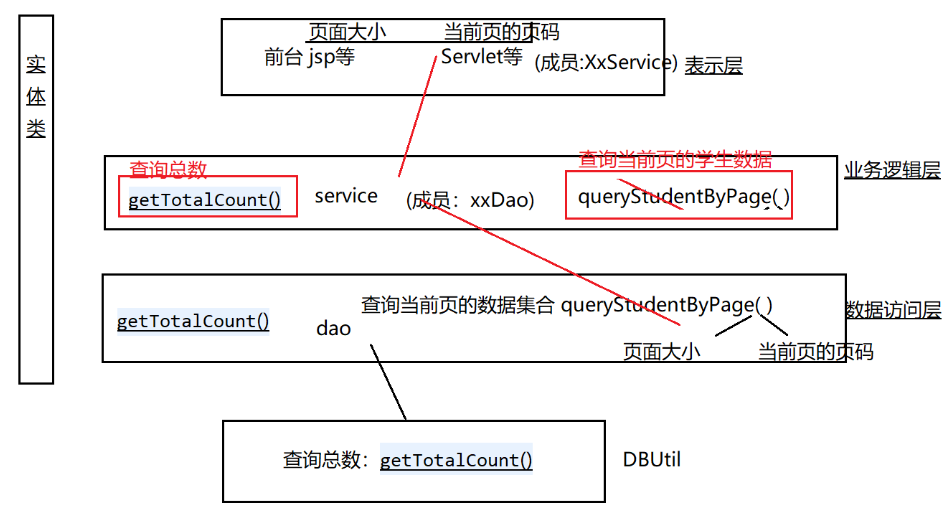 实
体
类
页面大小 当前页的页码
前台 jsp等 Servlet等 (成员:XxService) 表示层
查询总数 查询当前页的学生数据 业务逻辑层
getTotalCount() service (成员：xxDao) queryStudentByPage( )
查询当前页的数据集合 queryStudentByPage( ) 数据访问层
getTotalCount() dao
页面大小 当前页的页码
查询总数：getTotalCount() DBUtil